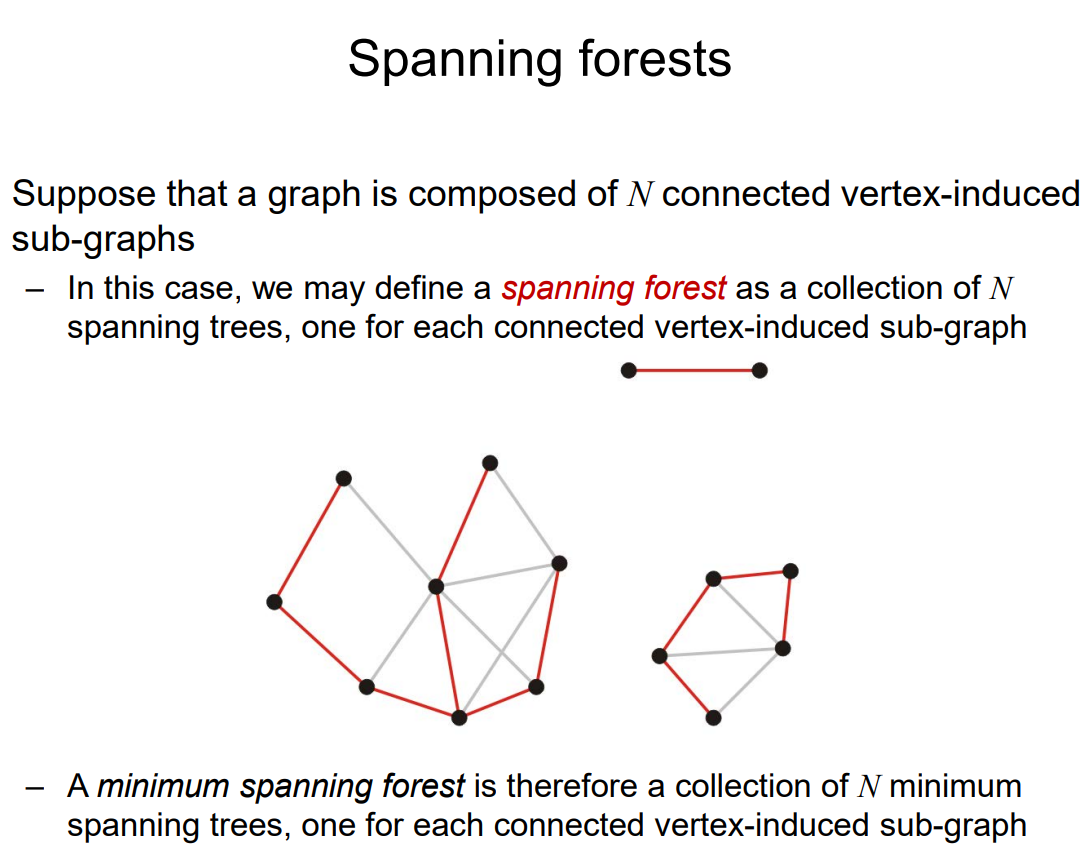 Spanning forests
Suppose that a graph is composed of N connected vertex-induced
sub-graphs
– In this case, we may define a spanning forest as a collection of N
spanning trees, one for each connected vertex-induced sub-graph
– A minimum spanning forest is therefore a collection of N minimum
spanning trees, one for each connected vertex-induced sub-graph